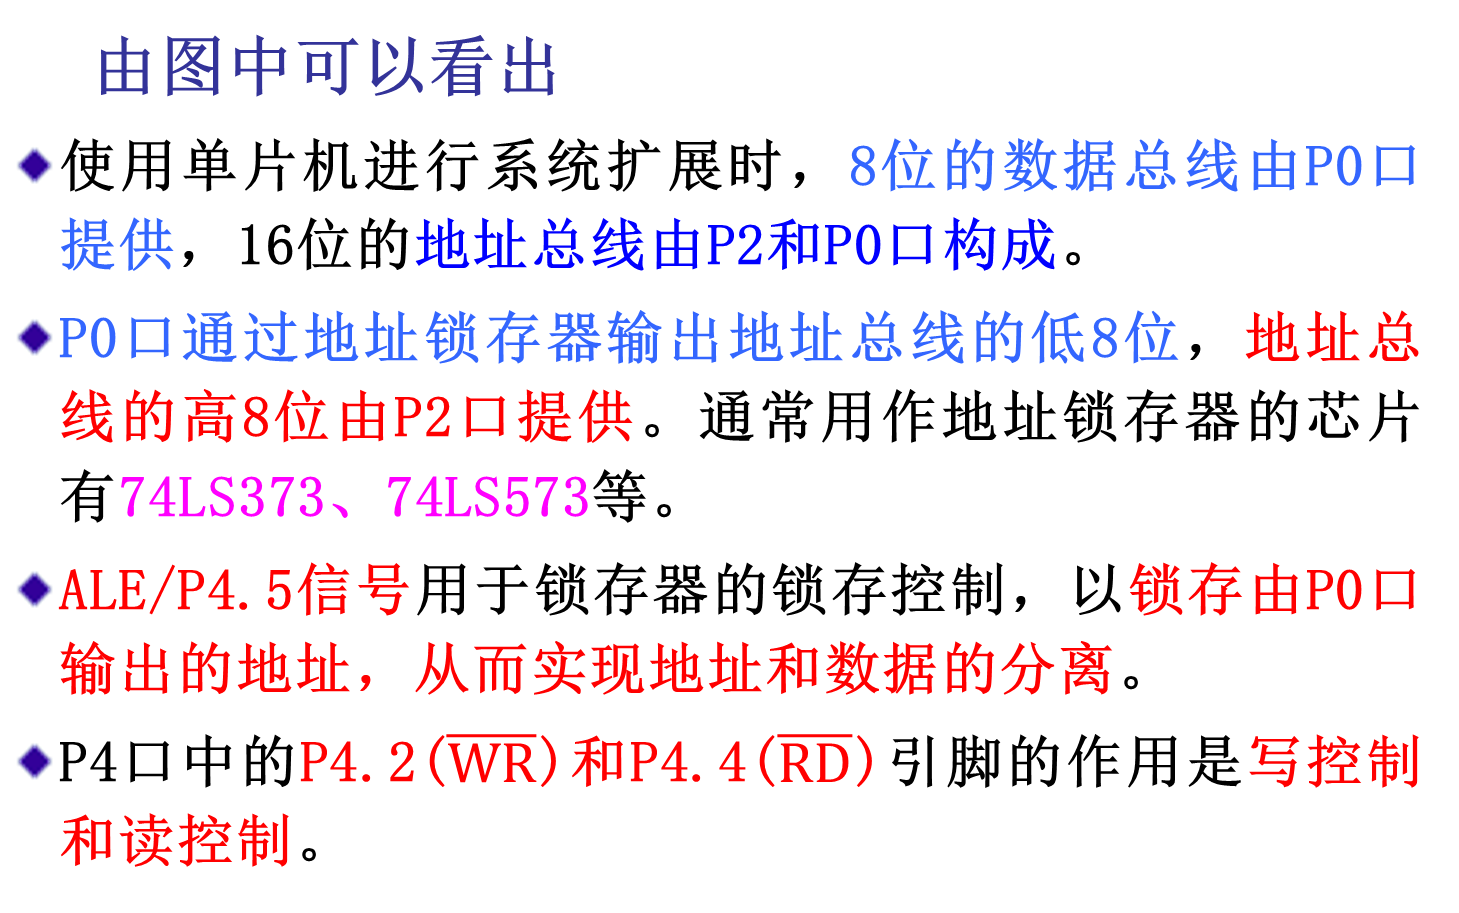 由图中可以看出
◆使用单片机进行系统扩展时，8位的数据总线由P0口
提供，16位的地址总线由P2和P0口构成。
◆P0口通过地址锁存器输出地址总线的低8位，地址总
线的高8位由P2口提供。通常用作地址锁存器的芯片
有74LS373、74LS573等。
◆ALE/P4.5信号用于锁存器的锁存控制，以锁存由P0口
输出的地址，从而实现地址和数据的分离。
◆P4口中的P4.2(W̅R̅)和P4.4(R̅D̅)引脚的作用是写控制
和读控制。